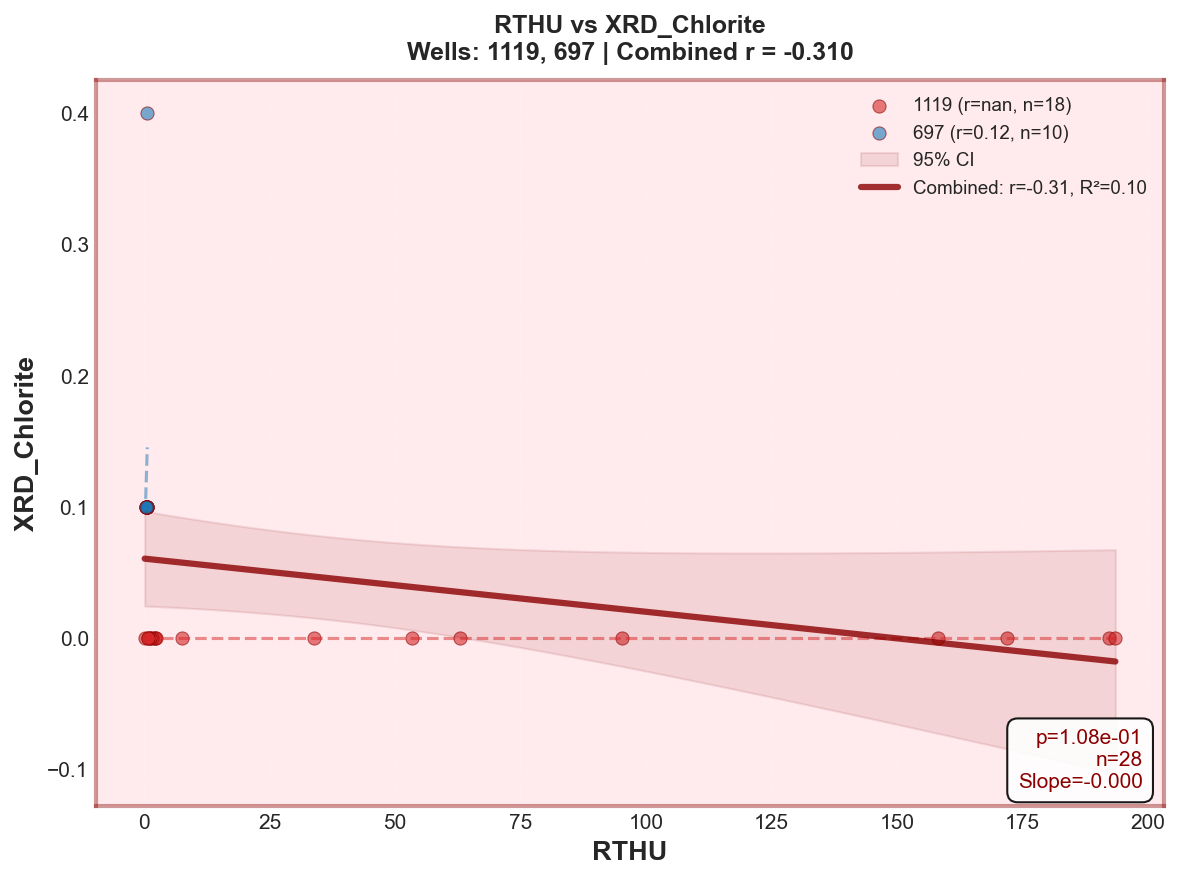 RTHU vs XRD_Chlorite
Wells: 1119, 697 | Combined r = -0.310
1119 (r=nan, n=18)
697 (r=0.12, n=10)
95% CI
Combined: r=-0.31, R²=0.10
XRD_Chlorite
0.4
0.3
0.2
0.1
0.0
−0.1
p=1.08e-01
n=28
Slope=-0.000
0 25 50 75 100 125 150 175 200
RTHU